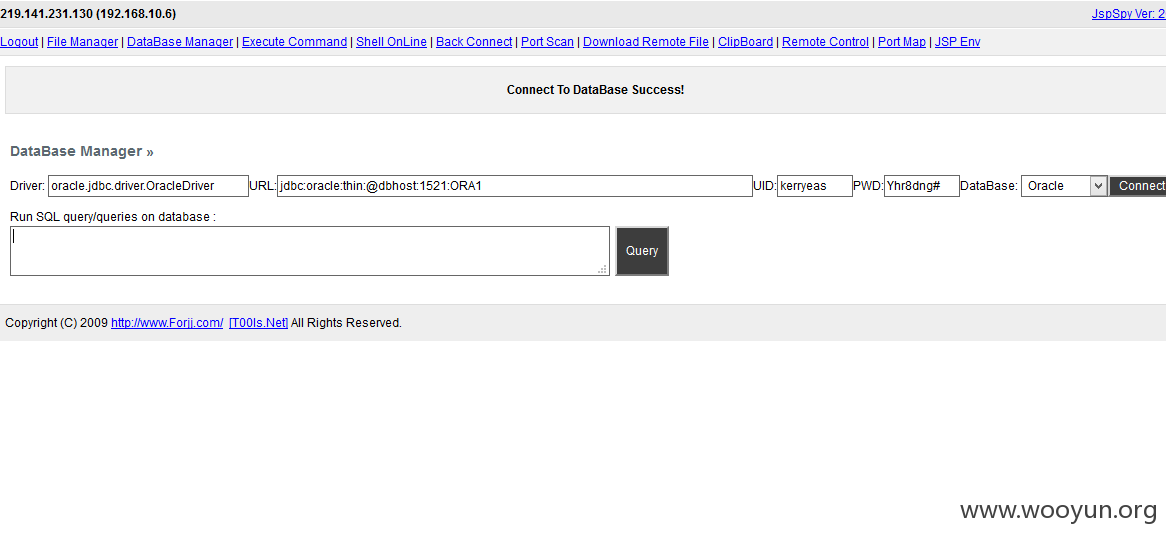 219.141.231.130 (192.168.10.6) JspSpy Ver: 2
Logout | File Manager | DataBase Manager | Execute Command | Shell OnLine | Back Connect | Port Scan | Download Remote File | ClipBoard | Remote Control | Port Map | JSP Env
Connect To DataBase Success!
DataBase Manager »
Driver: oracle.jdbc.driver.OracleDriver URL: jdbc:oracle:thin:@dbhost:1521:ORA1 UID: kerryeas PWD: Yhr8dng# DataBase: Oracle Connect
Run SQL query/queries on database :
Query
Copyright (C) 2009 http://www.Forjj.com/ [T00ls.Net] All Rights Reserved.
www.wooyun.org